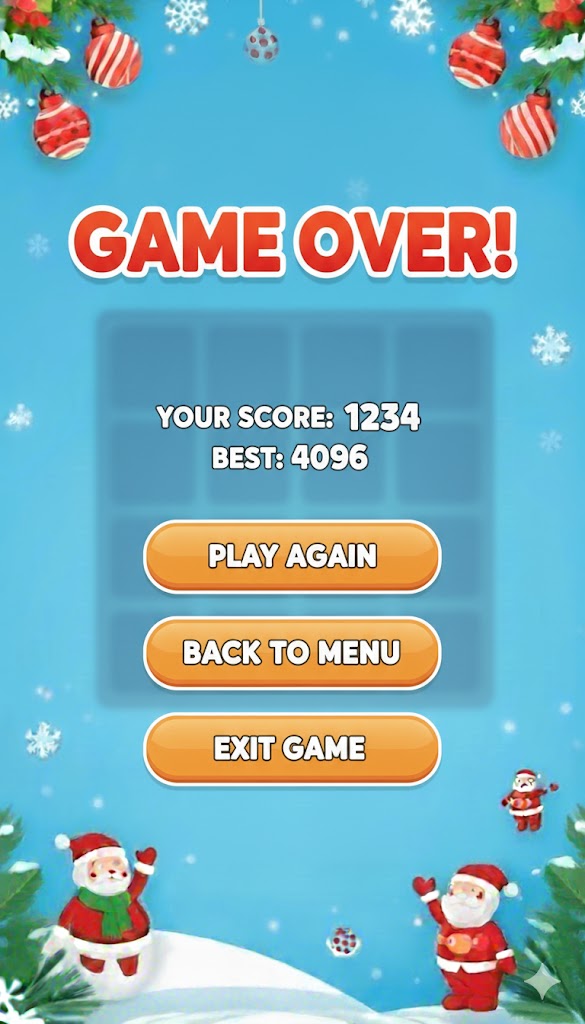 GAME OVER!
YOUR SCORE: 1234
BEST: 4096
PLAY AGAIN
BACK TO MENU
EXIT GAME